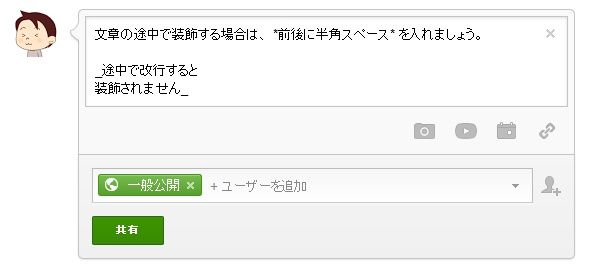 文章の途中で装飾する場合は、 *前後に半角スペース* を入れましょう。
_途中で改行すると
装飾されません_
一般公開
+ ユーザーを追加
共有